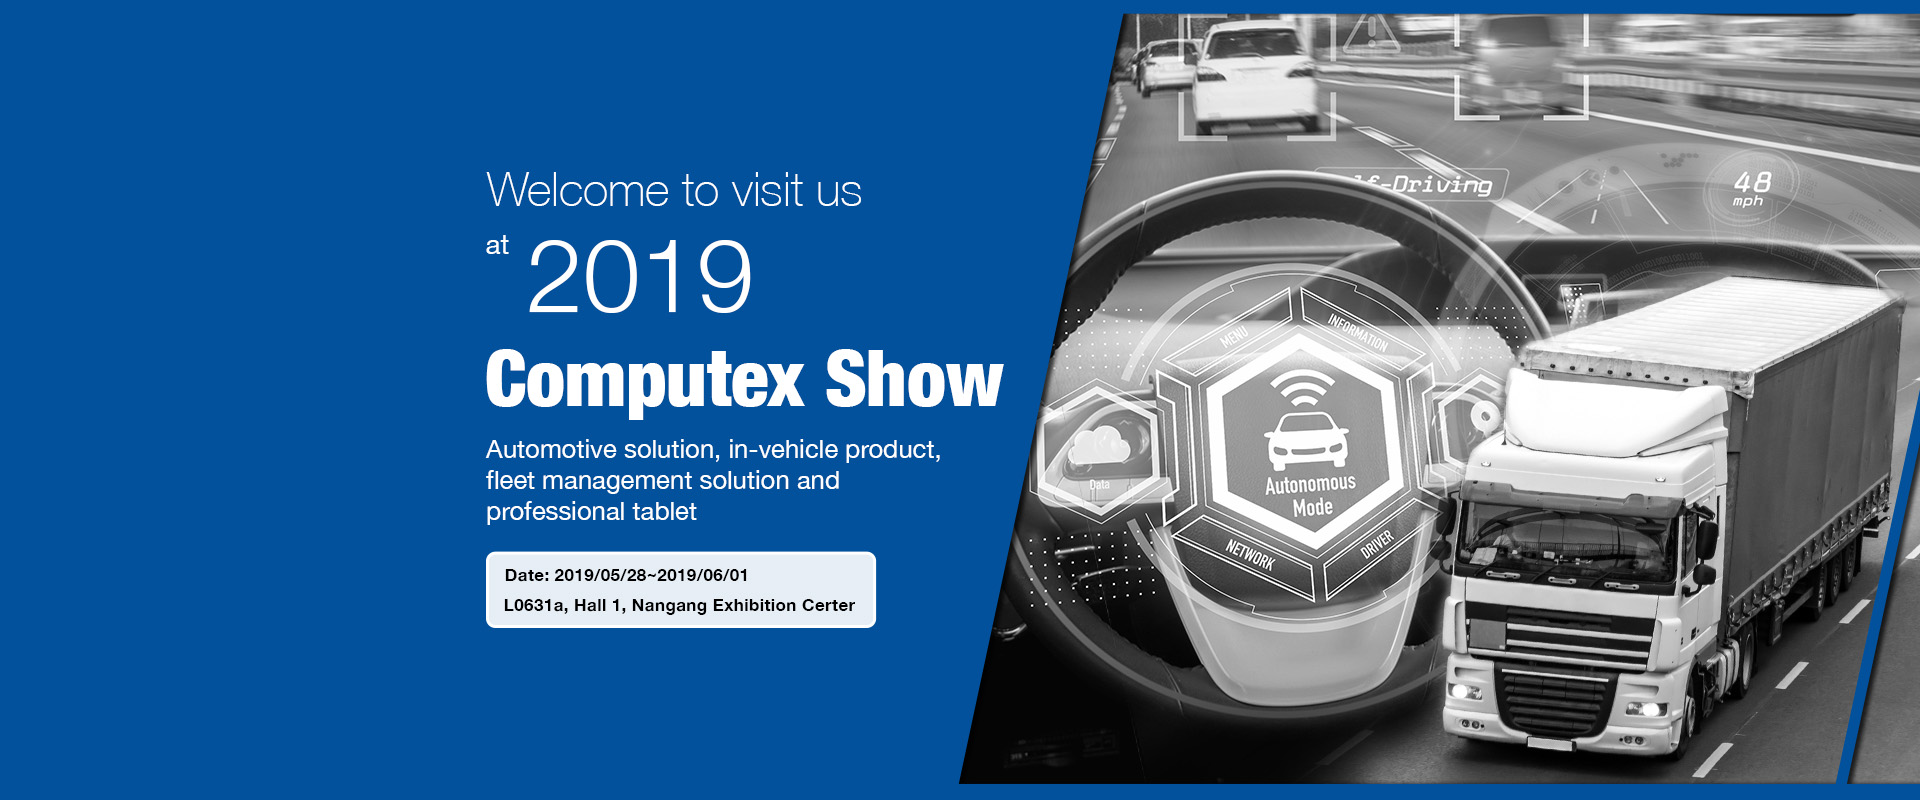 Welcome to visit us
at 2019
Computex Show
Automotive solution, in-vehicle product,
fleet management solution and
professional tablet
Date: 2019/05/28~2019/06/01
L0631a, Hall 1, Nangang Exhibition Certer
lf-Driving
48
mph
MENU
INFORMATION
Data
Autonomous
Mode
NETWORK
DRIVER